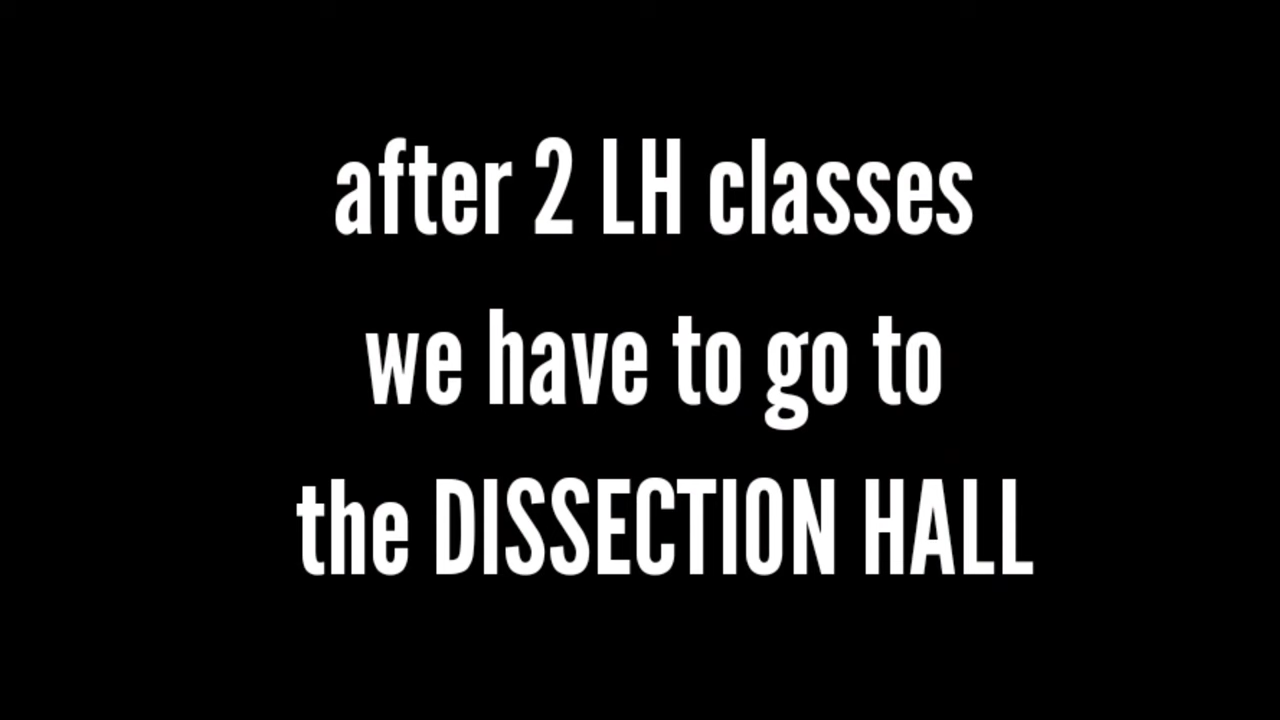 after 2 LH classes
we have to go to
the DISSECTION HALL